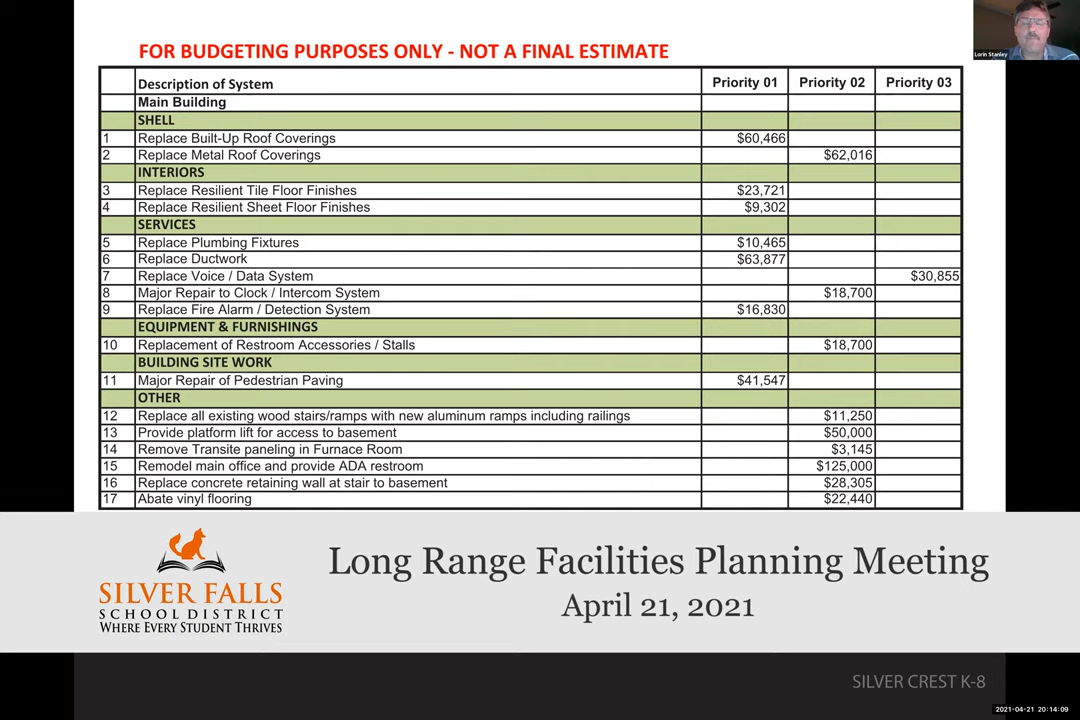 FOR BUDGETING PURPOSES ONLY - NOT A FINAL ESTIMATE
Lorin Stanley
Description of System Priority 01 Priority 02 Priority 03
Main Building
SHELL
1 Replace Built-Up Roof Coverings $60,466
2 Replace Metal Roof Coverings $62,016
INTERIORS
3 Replace Resilient Tile Floor Finishes $23,721
4 Replace Resilient Sheet Floor Finishes $9,302
SERVICES
5 Replace Plumbing Fixtures $10,465
6 Replace Ductwork $63,877
7 Replace Voice / Data System $30,855
8 Major Repair to Clock / Intercom System $18,700
9 Replace Fire Alarm / Detection System $16,830
EQUIPMENT & FURNISHINGS
10 Replacement of Restroom Accessories / Stalls $18,700
BUILDING SITE WORK
11 Major Repair of Pedestrian Paving $41,547
OTHER
12 Replace all existing wood stairs/ramps with new aluminum ramps including railings $11,250
13 Provide platform lift for access to basement $50,000
14 Remove Transite paneling in Furnace Room $3,145
15 Remodel main office and provide ADA restroom $125,000
16 Replace concrete retaining wall at stair to basement $28,305
17 Abate vinyl flooring $22,440
SILVER FALLS
SCHOOL DISTRICT
WHERE EVERY STUDENT THRIVES
Long Range Facilities Planning Meeting
April 21, 2021
SILVER CREST K-8
2021-04-21 20:14:09